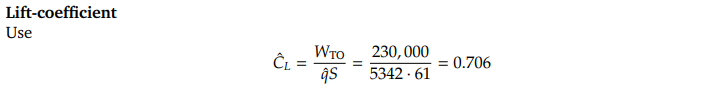 Lift-coefficient
Use
Ĉ_L = W_TO / q̂S = 230,000 / 5342 · 61 = 0.706